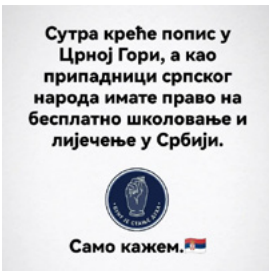 Сутра креће попис у
Црној Гори, а као
припадници српског
народа имате право на
бесплатно школовање и
лијечење у Србији.
Само кажем.